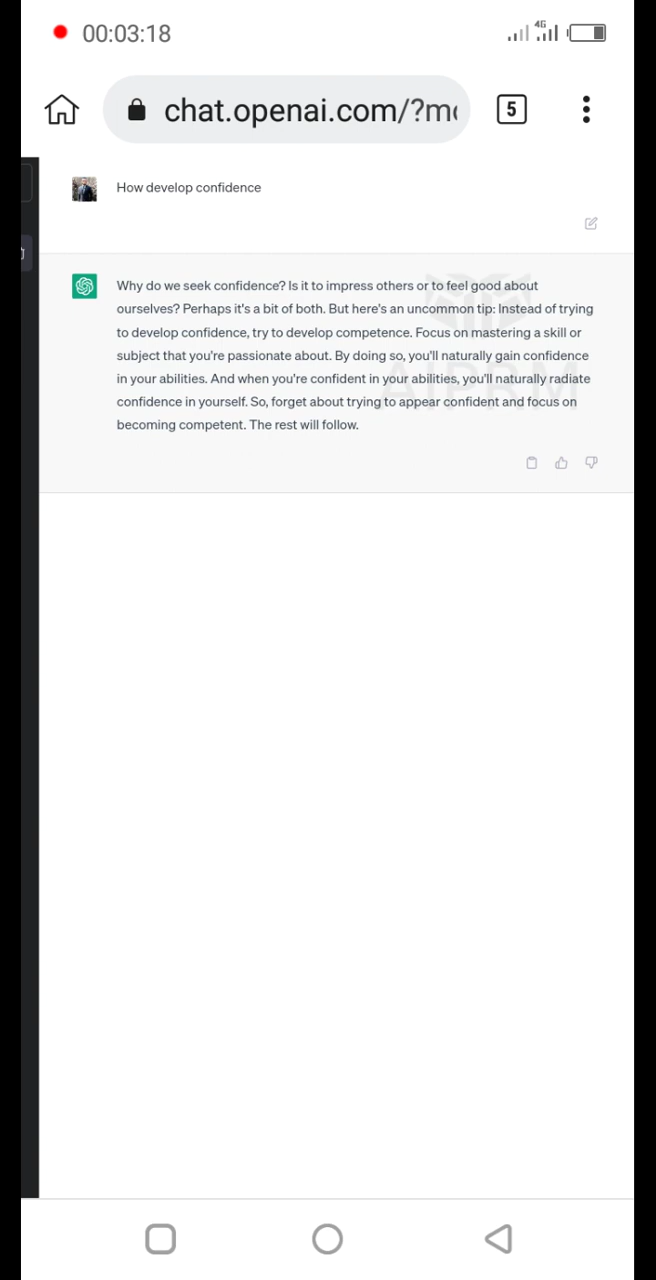 00:03:18
4G
chat.openai.com/?mo
5
How develop confidence
Why do we seek confidence? Is it to impress others or to feel good about
ourselves? Perhaps it's a bit of both. But here's an uncommon tip: Instead of trying
to develop confidence, try to develop competence. Focus on mastering a skill or
subject that you're passionate about. By doing so, you'll naturally gain confidence
in your abilities. And when you're confident in your abilities, you'll naturally radiate
confidence in yourself. So, forget about trying to appear confident and focus on
becoming competent. The rest will follow.
AIPRM